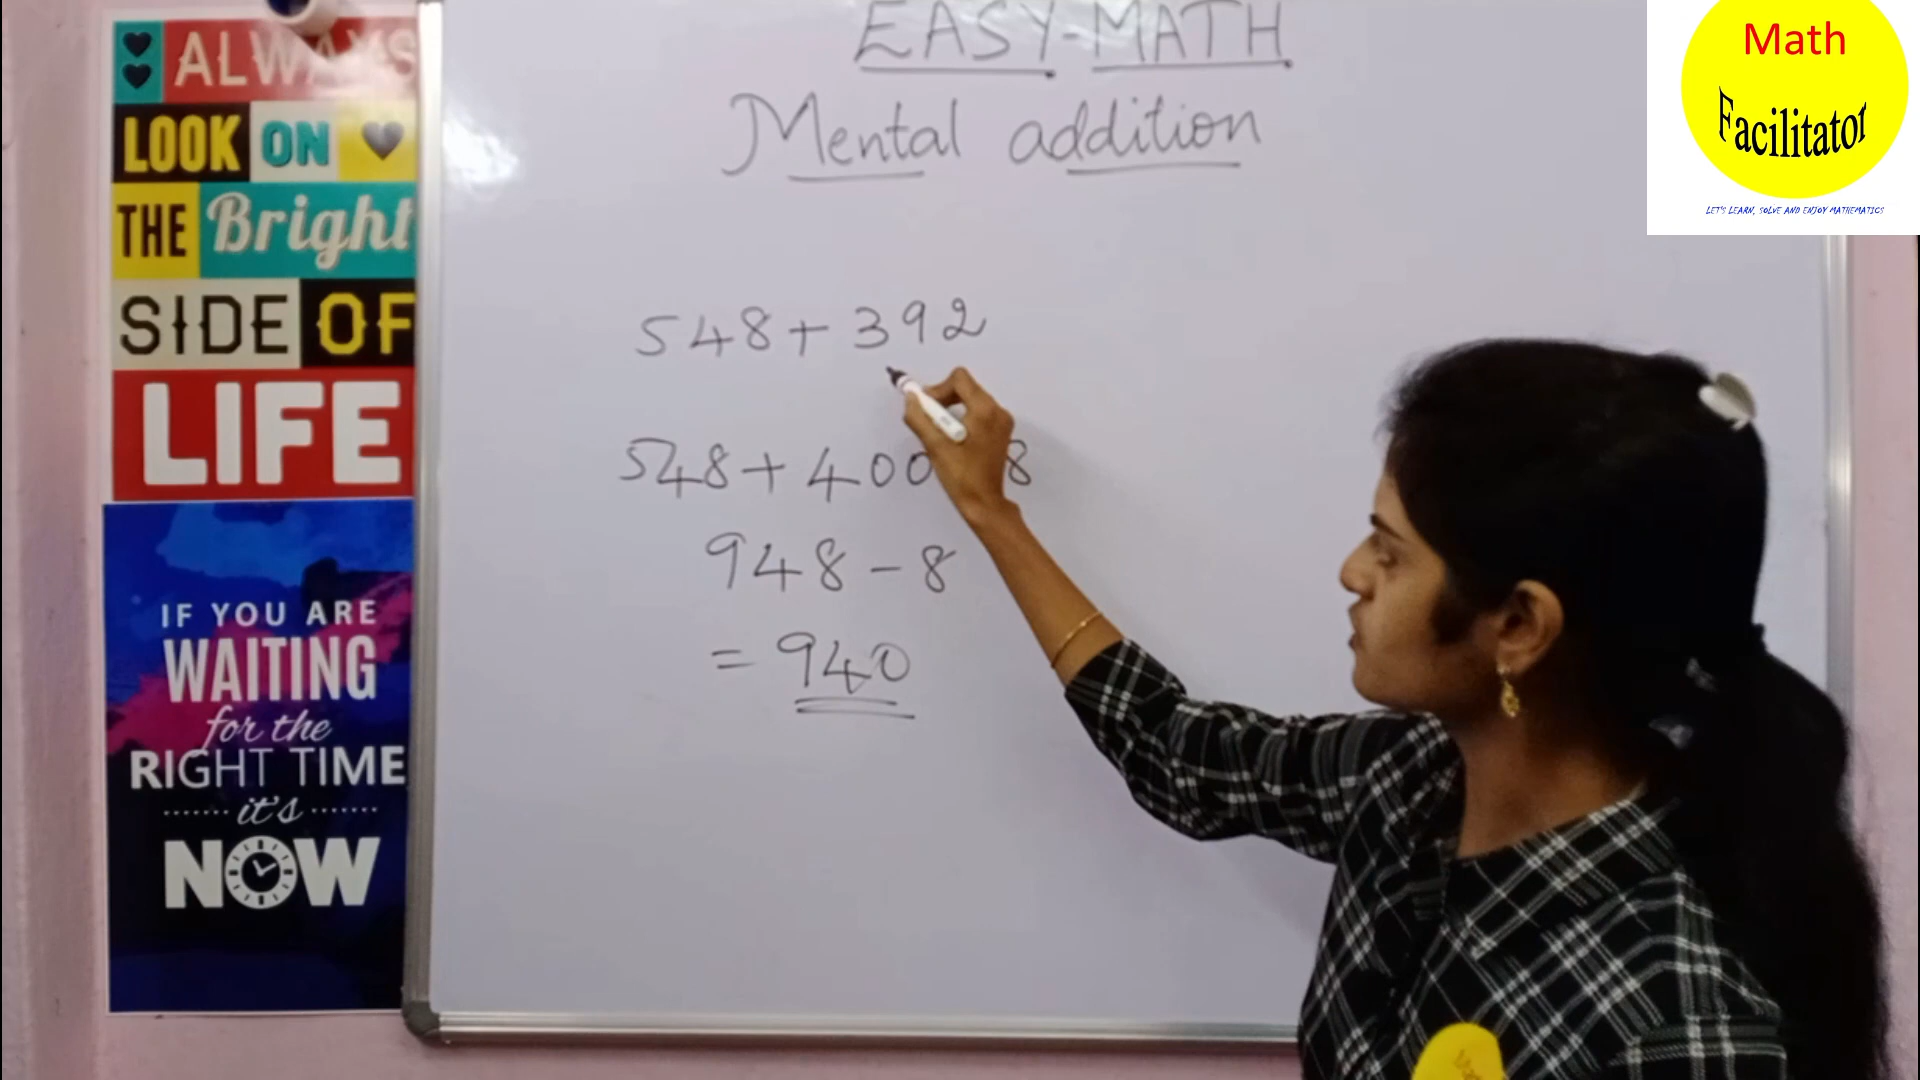 ALWAYS
LOOK ON
THE Bright
SIDE OF
LIFE
IF YOU ARE
WAITING
for the
RIGHT TIME
it's
NOW
EASY-MATH
Mental addition
548+392
548+400 8
948-8
=940
Math
Facilitator
LET'S LEARN, SOLVE AND ENJOY MATHEMATICS